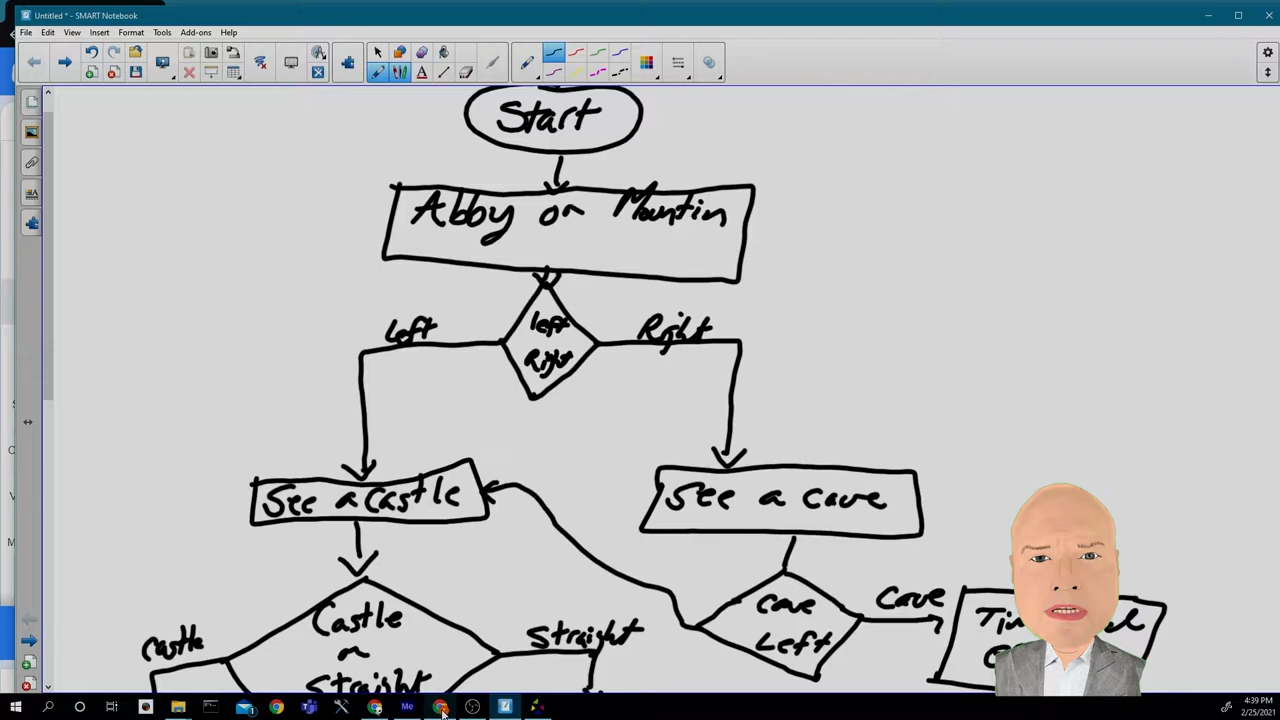 Untitled * - SMART Notebook
File Edit View Insert Format Tools Add-ons Help
Start
Abby on Mountin
left
Right
Left
Right
See a Castle
See a cave
Cave
Left
Cave
Castle
or
Straight
castle
Straight
Me
4:39 PM
2/25/2021